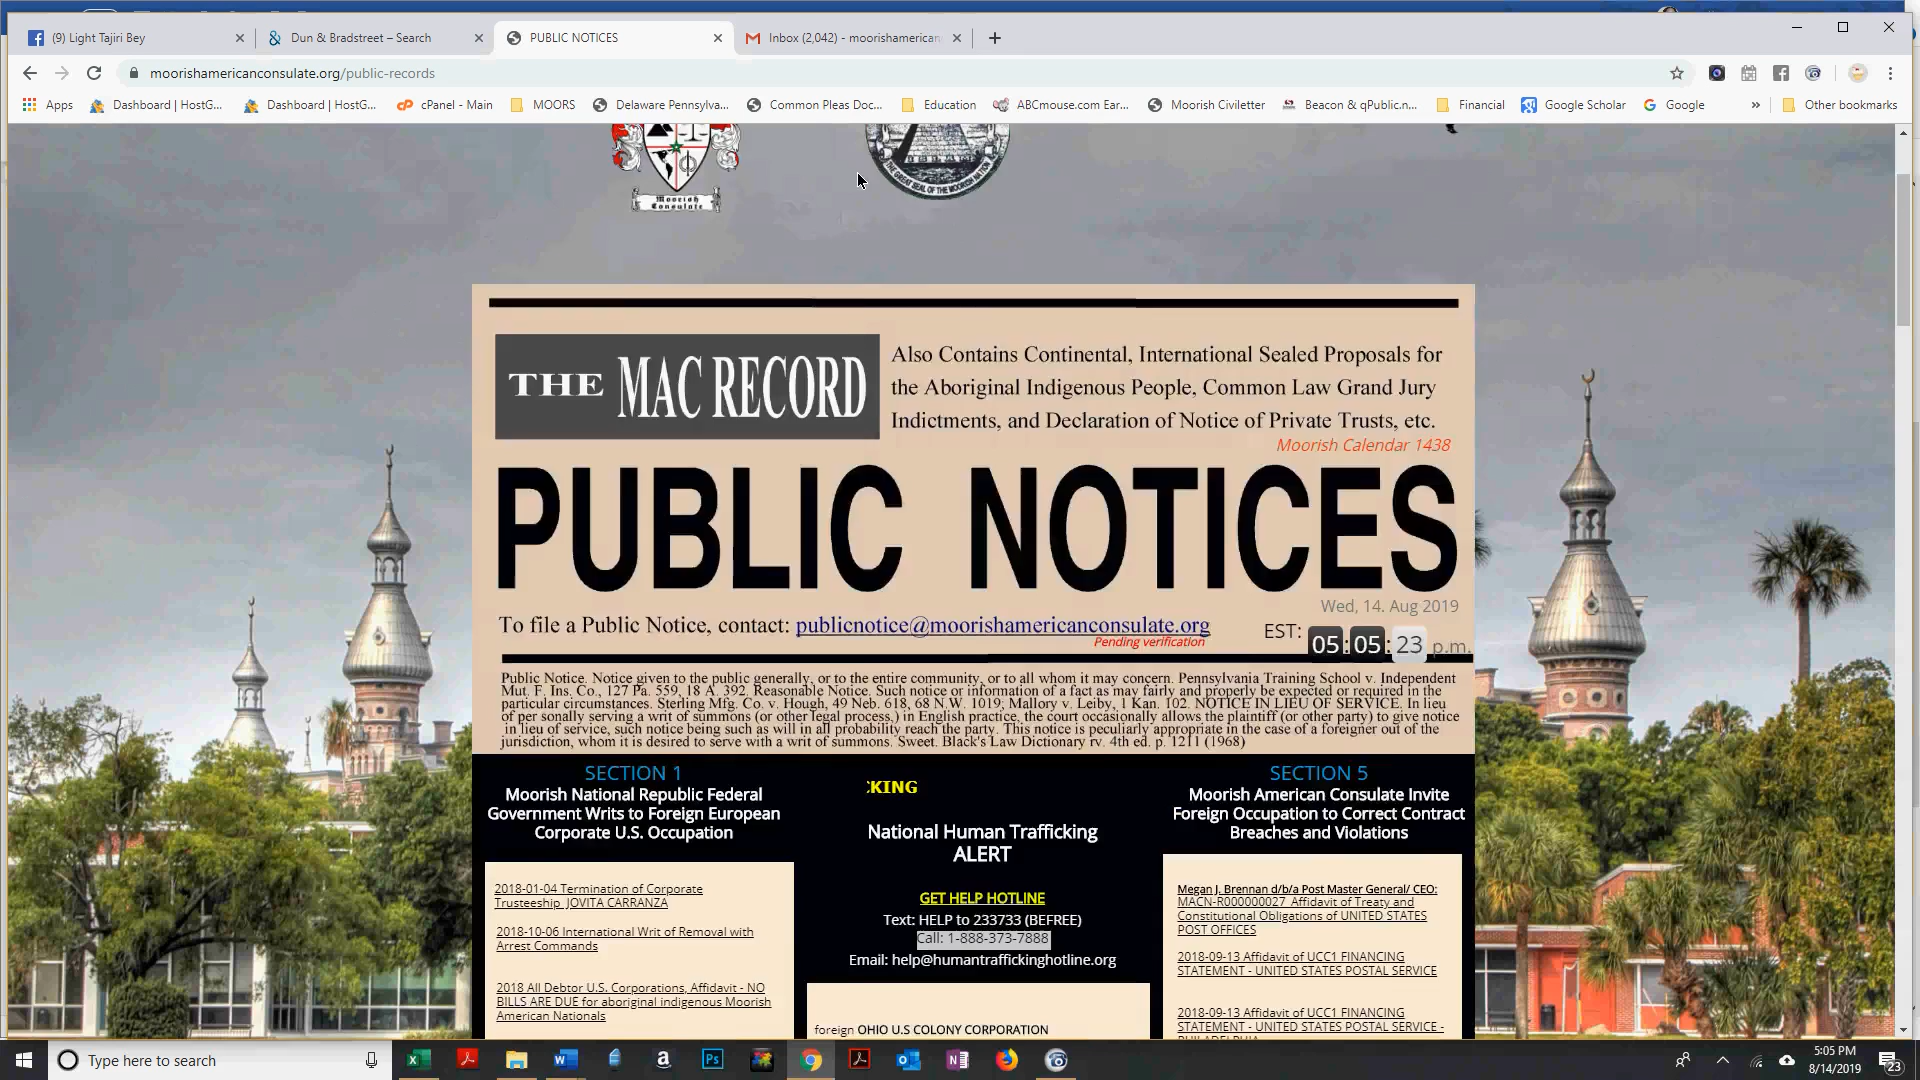 (9) Light Tajiri Bey
Dun & Bradstreet – Search
PUBLIC NOTICES
Inbox (2,042) - moorishamerican
moorishamericanconsulate.org/public-records
Apps
Dashboard | HostG...
Dashboard | HostG...
cPanel - Main
MOORS
Delaware Pennsylva...
Common Pleas Doc...
Education
ABCmouse.com Ear...
Moorish Civiletter
Beacon & qPublic.n...
Financial
Google Scholar
Google
»
Other bookmarks
Moorish
Consulate
THE GREAT SEAL OF THE MOORISH NATION
THE MAC RECORD
Also Contains Continental, International Sealed Proposals for
the Aboriginal Indigenous People, Common Law Grand Jury
Indictments, and Declaration of Notice of Private Trusts, etc.
Moorish Calendar 1438
PUBLIC NOTICES
Wed, 14. Aug 2019
To file a Public Notice, contact: publicnotice@moorishamericanconsulate.org
Pending verification
EST: 05:05:23 p.m.
Public Notice. Notice given to the public generally, or to the entire community, or to all whom it may concern. Pennsylvania Training School v. Independent
Mut. F. Ins. Co., 127 Pa. 559, 18 A. 392. Reasonable Notice. Such notice or information of a fact as may fairly and properly be expected or required in the
particular circumstances. Sterling Mfg. Co. v. Hough, 49 Neb. 618, 68 N.W. 1019; Mallory v. Leiby, 1 Kan. 102. NOTICE IN LIEU OF SERVICE. In lieu
of per sonally serving a writ of summons (or other legal process,) in English practice, the court occasionally allows the plaintiff (or other party) to give notice
in lieu of service, such notice being such as will in all probability reach the party. This notice is peculiarly appropriate in the case of a foreigner out of the
jurisdiction, whom it is desired to serve with a writ of summons. Sweet. Black's Law Dictionary rv. 4th ed. p. 1211 (1968)
SECTION 1
Moorish National Republic Federal
Government Writs to Foreign European
Corporate U.S. Occupation
2018-01-04 Termination of Corporate
Trusteeship JOVITA CARRANZA
2018-10-06 International Writ of Removal with
Arrest Commands
2018 All Debtor U.S. Corporations, Affidavit - NO
BILLS ARE DUE for aboriginal indigenous Moorish
American Nationals
KING
National Human Trafficking
ALERT
GET HELP HOTLINE
Text: HELP to 233733 (BEFREE)
Call: 1-888-373-7888
Email: help@humantraffickinghotline.org
foreign OHIO U.S COLONY CORPORATION
SECTION 5
Moorish American Consulate Invite
Foreign Occupation to Correct Contract
Breaches and Violations
Megan J. Brennan d/b/a Post Master General/ CEO:
MACN-R000000027 Affidavit of Treaty and
Constitutional Obligations of UNITED STATES
POST OFFICES
2018-09-13 Affidavit of UCC1 FINANCING
STATEMENT - UNITED STATES POSTAL SERVICE
2018-09-13 Affidavit of UCC1 FINANCING
STATEMENT - UNITED STATES POSTAL SERVICE -
PHILADELPHIA
Type here to search
5:05 PM
8/14/2019
23